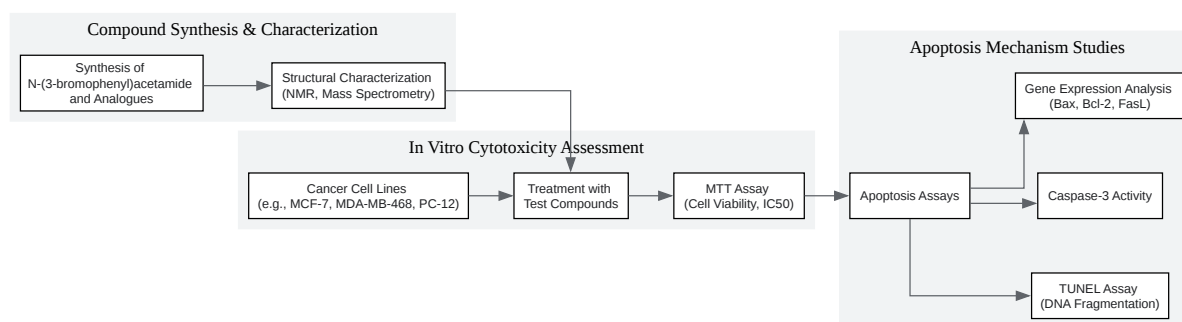 Compound Synthesis & Characterization
Synthesis of
N-(3-bromophenyl)acetamide
and Analogues
Structural Characterization
(NMR, Mass Spectrometry)
In Vitro Cytotoxicity Assessment
Cancer Cell Lines
(e.g., MCF-7, MDA-MB-468, PC-12)
Treatment with
Test Compounds
MTT Assay
(Cell Viability, IC50)
Apoptosis Mechanism Studies
Apoptosis Assays
Gene Expression Analysis
(Bax, Bcl-2, FasL)
Caspase-3 Activity
TUNEL Assay
(DNA Fragmentation)